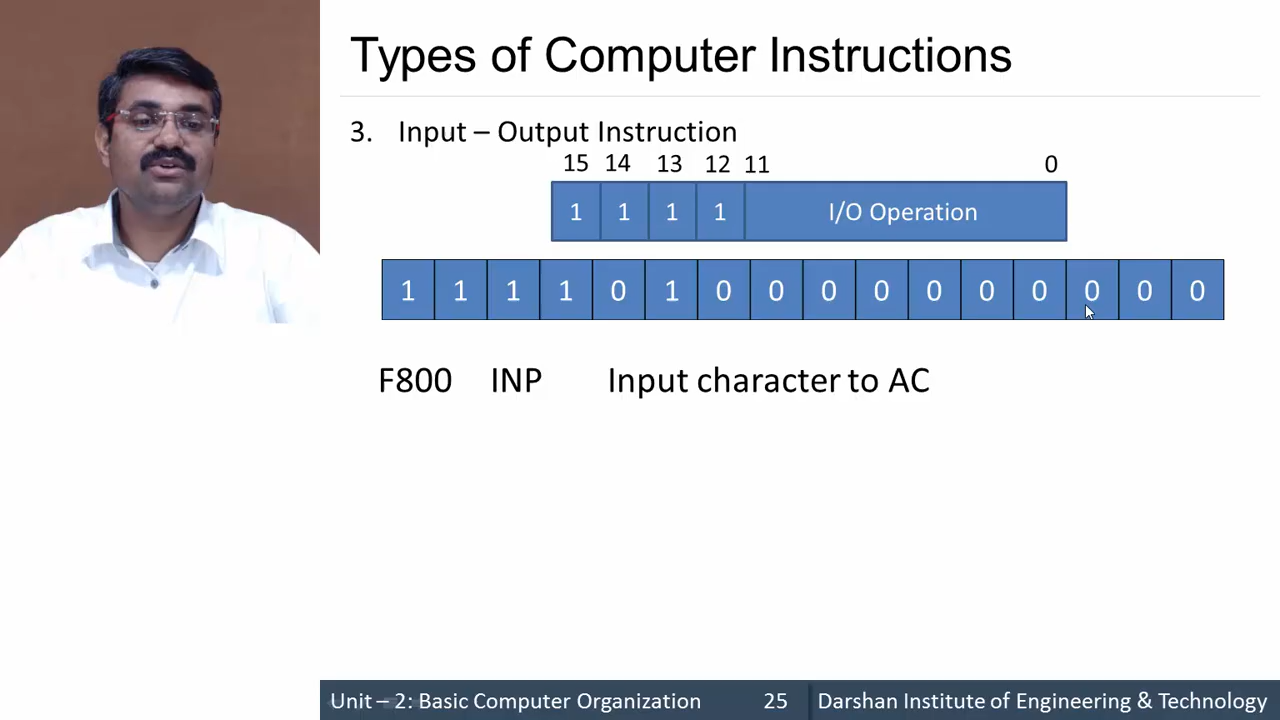 Types of Computer Instructions
3. Input – Output Instruction
15 14 13 12 11 0
1 1 1 1 I/O Operation
1 1 1 1 0 1 0 0 0 0 0 0 0 0 0 0
F800 INP Input character to AC
Unit – 2: Basic Computer Organization 25 Darshan Institute of Engineering & Technology